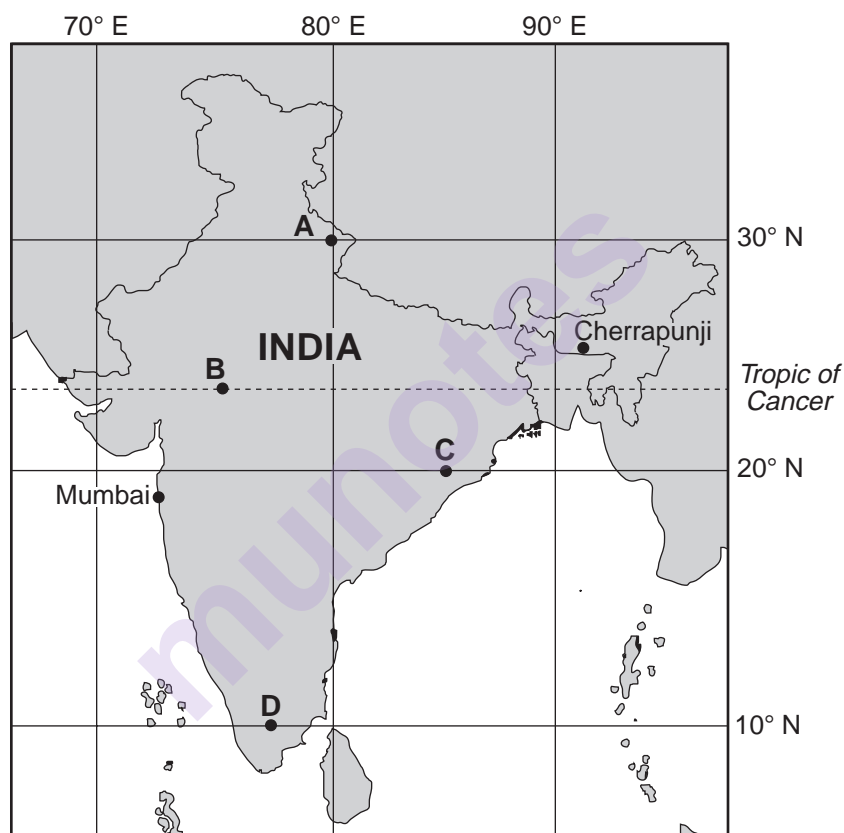 70° E 80° E 90° E
A
30° N
Cherrapunji
INDIA
B
Tropic of
Cancer
C
20° N
Mumbai
D
10° N
munotes